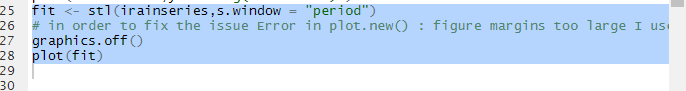 25 fit <- stl(irainseries,s.window = "period")
26 # in order to fix the issue Error in plot.new() : figure margins too large I
27 graphics.off()
28 plot(fit)
29
30